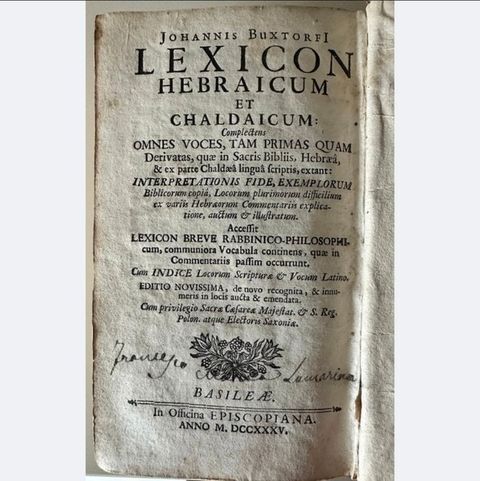 JOHANNIS BUXTORFI
LEXICON
HEBRAICUM
ET
CHALDAICUM:
Complectens
OMNES VOCES, TAM PRIMAS QUAM
Derivatas, quæ in Sacris Bibliis, Hebræâ,
& ex parte Chaldæâ linguâ scriptis, extant:
INTERPRETATIONIS FIDE, EXEMPLORUM
Biblicorum copiâ, Locorum plurimorum difficilium
ex variis Hebræorum Commentariis explica-
tione, auctum & illustratum.
Accessit
LEXICON BREVE RABBINICO-PHILOSOPHI-
cum, communiora Vocabula continens, quæ in
Commentariis passim occurrunt.
Cum INDICE Locorum Scripturæ & Vocum Latino.
EDITIO NOVISSIMA, de novo recognita, & innu-
meris in locis aucta & emendata.
Cum privilegio Sacræ Cæsareæ Majestat. & S. Reg.
Polon. atque Electoris Saxoniæ.
BASILEÆ.
In Officina EPISCOPIANA.
ANNO M. DCCXXXV.